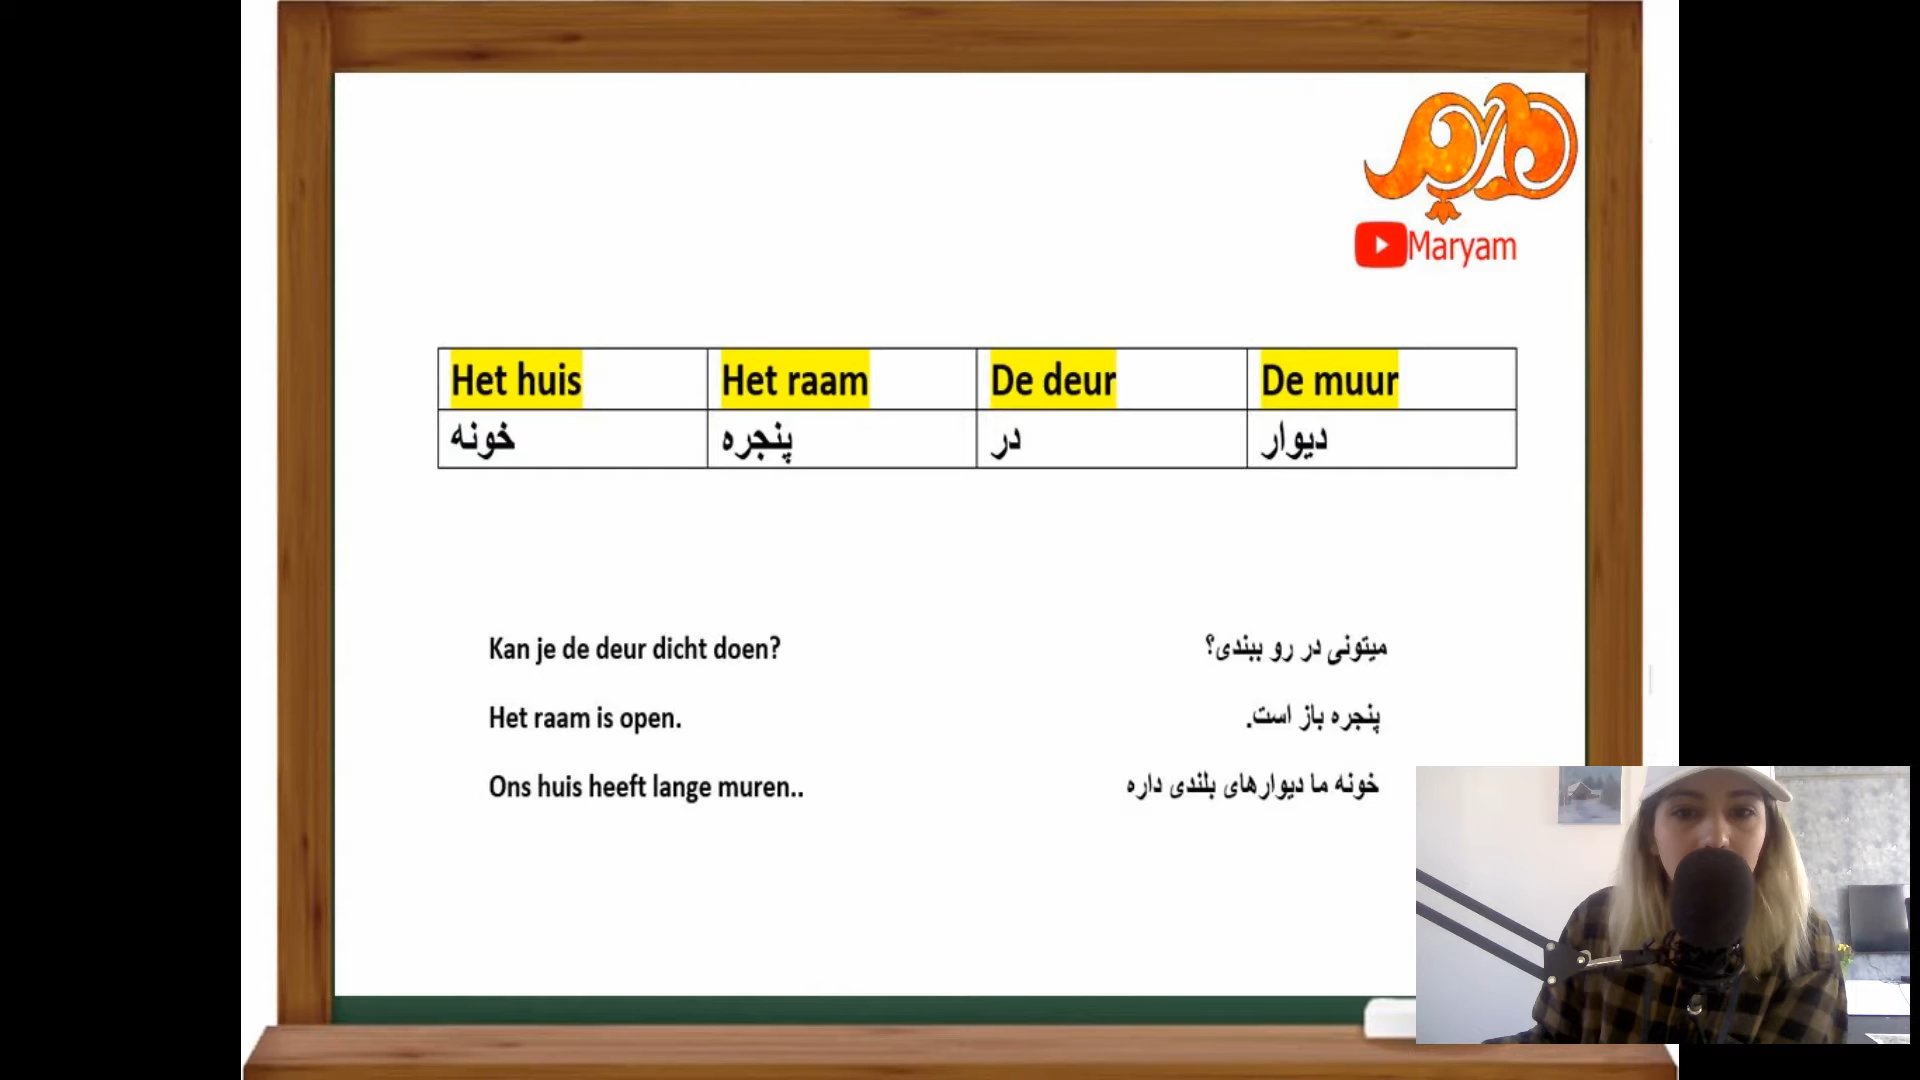 مریم
Maryam
Het huis Het raam De deur De muur
خونه پنجره در دیوار
Kan je de deur dicht doen? میتونی در رو ببندی؟
Het raam is open. پنجره باز است.
Ons huis heeft lange muren.. خونه ما دیوارهای بلندی داره